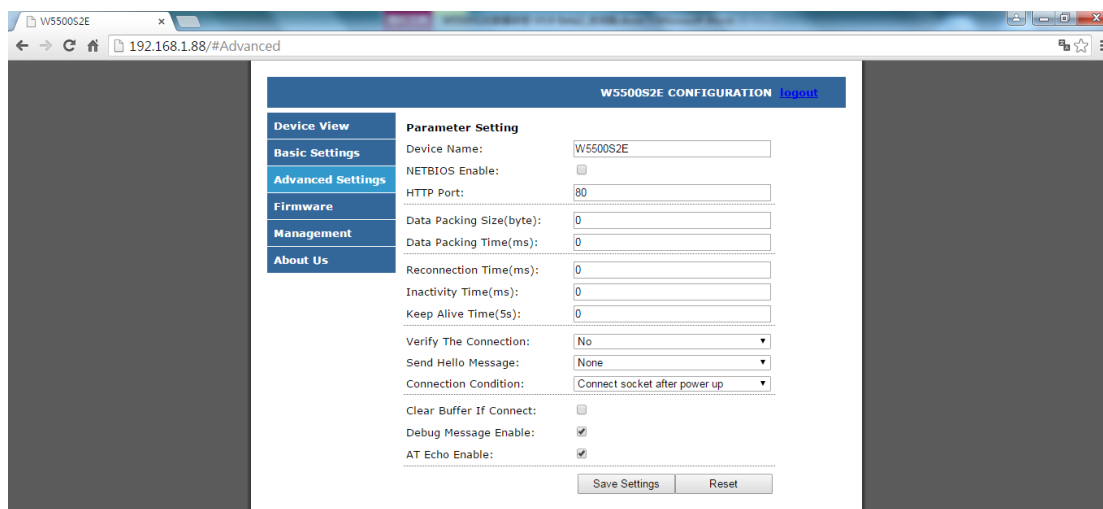 W5500S2E
192.168.1.88/#Advanced
W5500S2E CONFIGURATION logout
Device View
Basic Settings
Advanced Settings
Firmware
Management
About Us
Parameter Setting
Device Name: W5500S2E
NETBIOS Enable:
HTTP Port: 80
Data Packing Size(byte): 0
Data Packing Time(ms): 0
Reconnection Time(ms): 0
Inactivity Time(ms): 0
Keep Alive Time(5s): 0
Verify The Connection: No
Send Hello Message: None
Connection Condition: Connect socket after power up
Clear Buffer If Connect:
Debug Message Enable:
AT Echo Enable:
Save Settings Reset